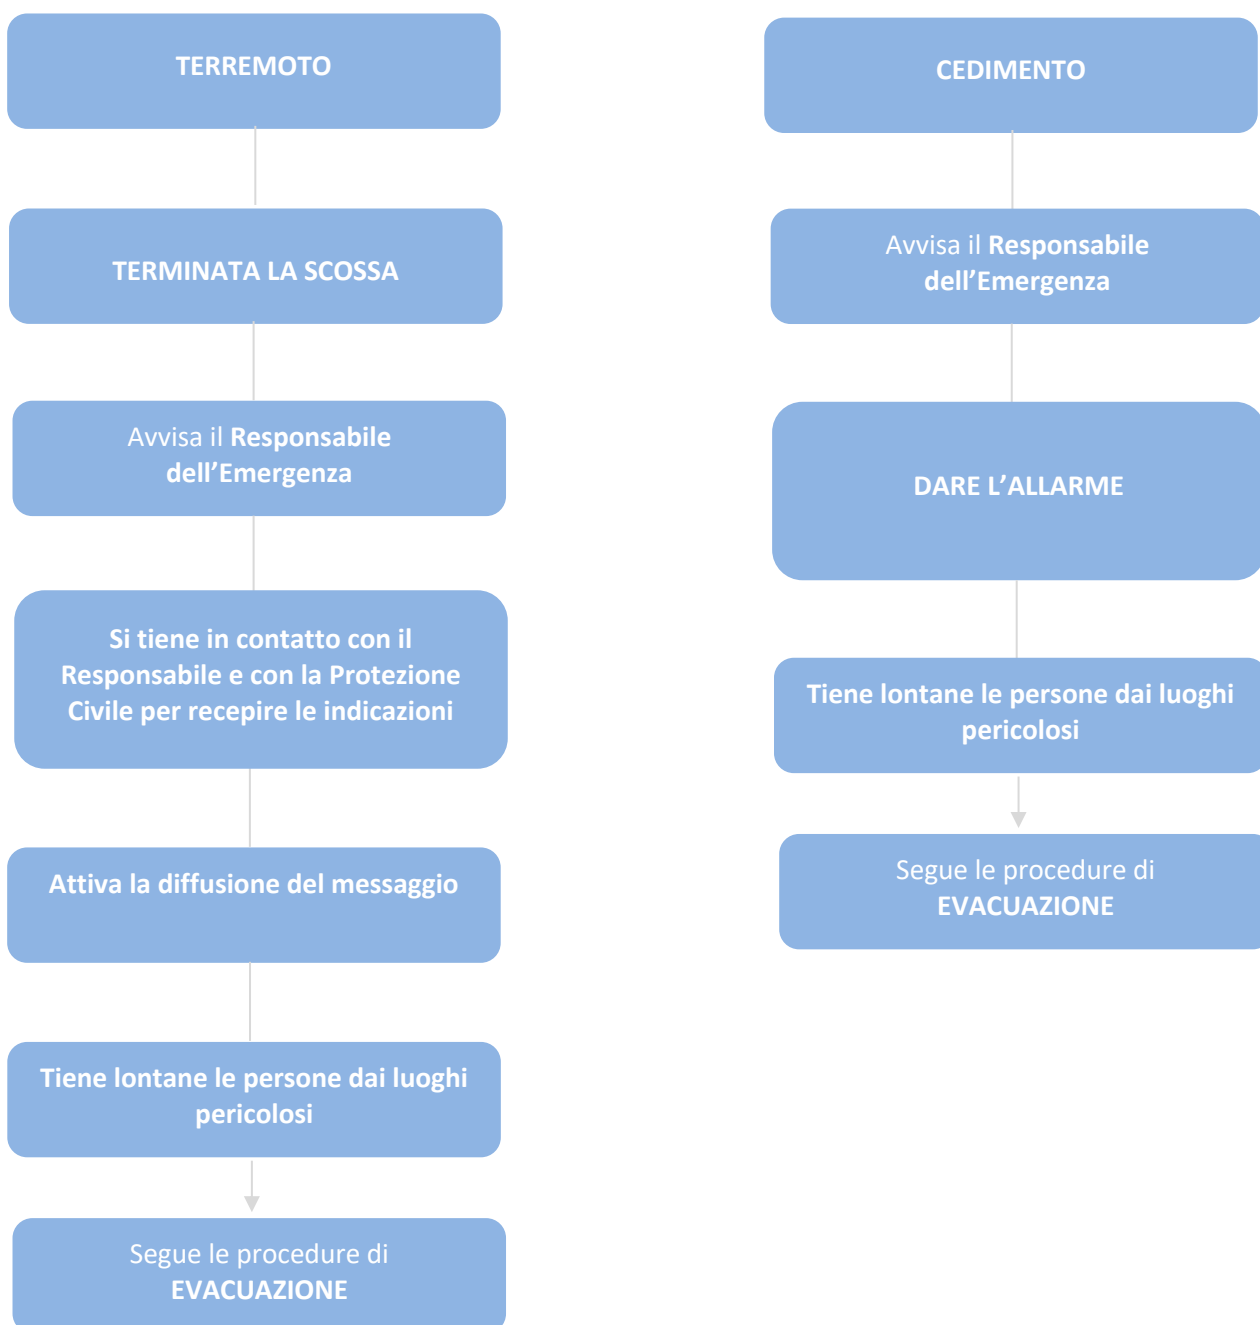 TERREMOTO
TERMINATA LA SCOSSA
Avvisa il Responsabile
dell’Emergenza
Si tiene in contatto con il
Responsabile e con la Protezione
Civile per recepire le indicazioni
Attiva la diffusione del messaggio
Tiene lontane le persone dai luoghi
pericolosi
Segue le procedure di
EVACUAZIONE
CEDIMENTO
Avvisa il Responsabile
dell’Emergenza
DARE L’ALLARME
Tiene lontane le persone dai luoghi
pericolosi
Segue le procedure di
EVACUAZIONE